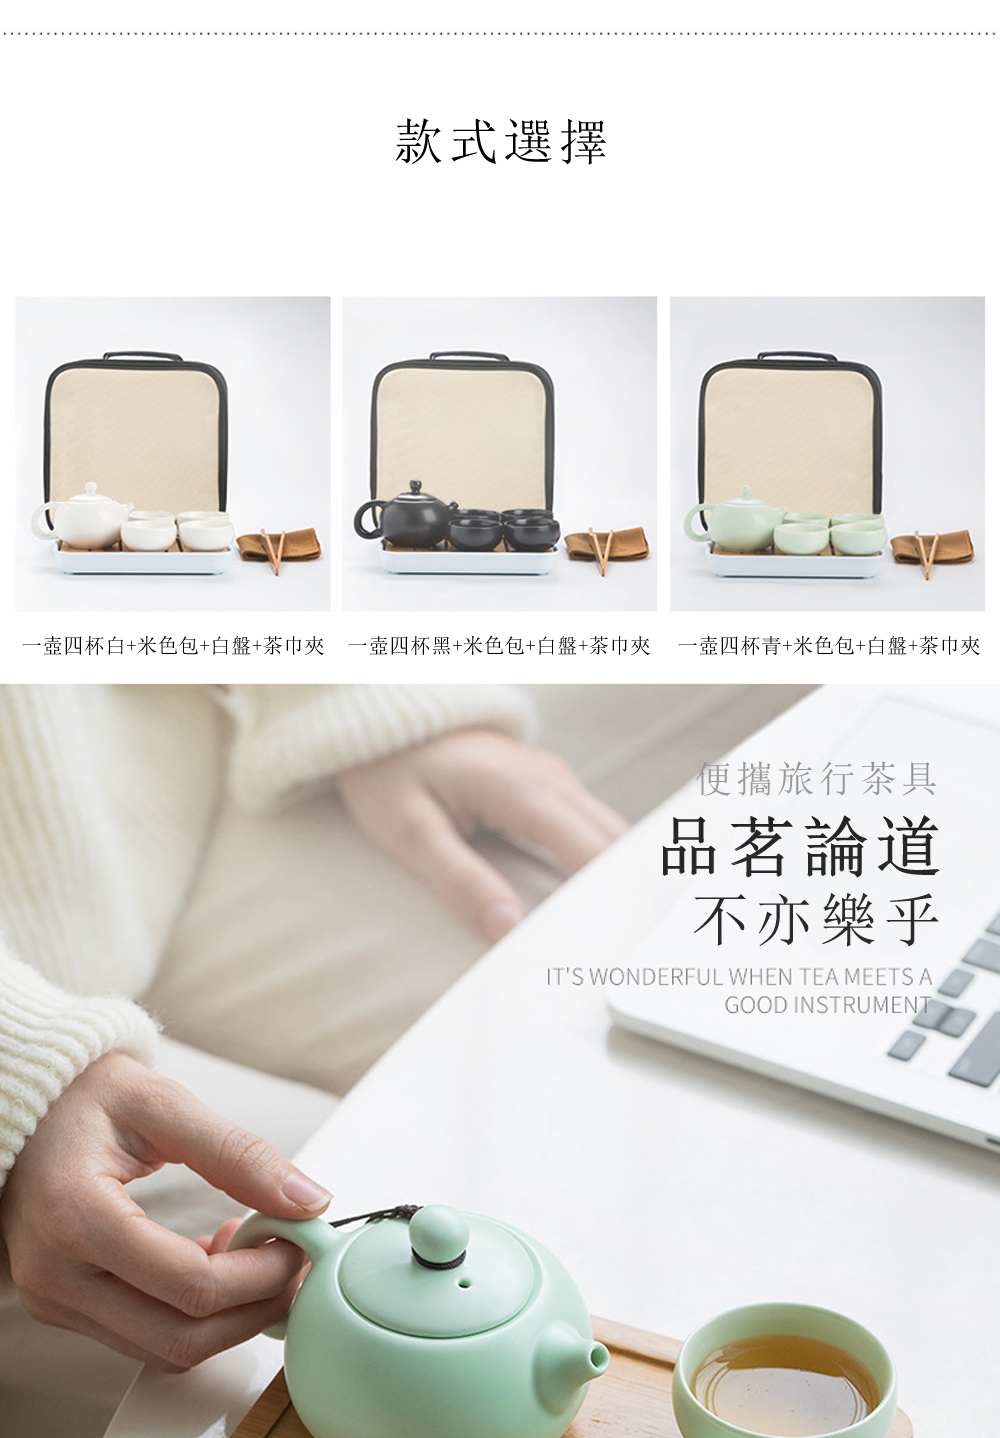 款式選擇
一壺四杯白+米色包+白盤+茶巾夾
一壺四杯黑+米色包+白盤+茶巾夾
一壺四杯青+米色包+白盤+茶巾夾
便攜旅行茶具
品茗論道
不亦樂乎
IT'S WONDERFUL WHEN TEA MEETS A
GOOD INSTRUMENT